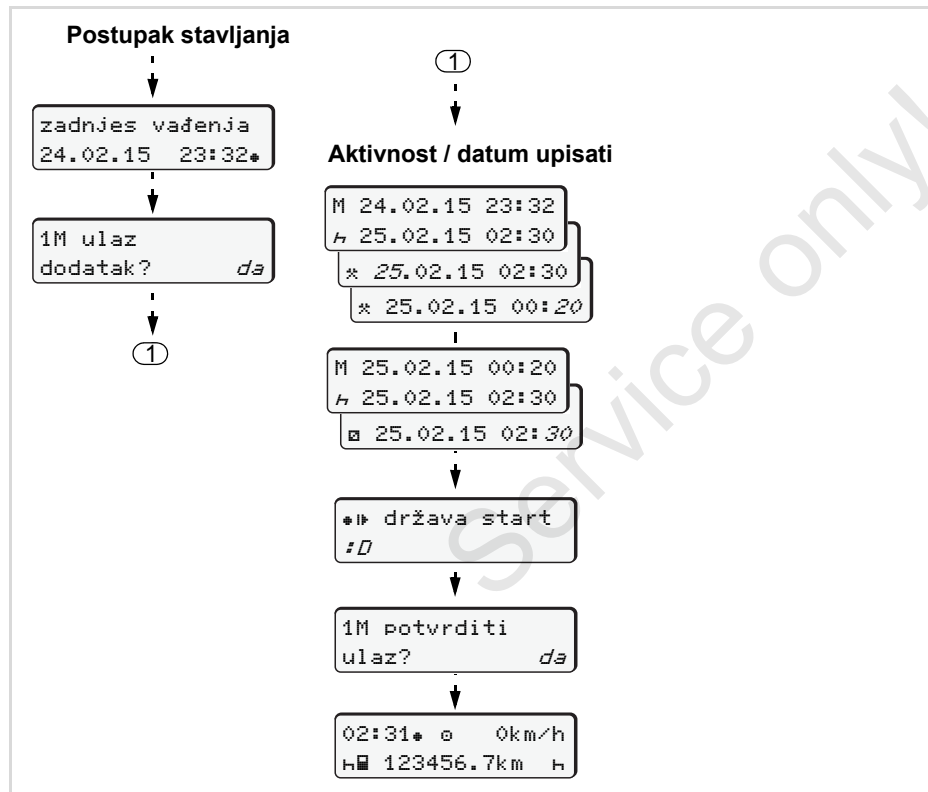 Postupak stavljanja
zadnjes vađenja
24.02.15 23:32
1M ulaz
dodatak? da
1
1
Aktivnost / datum upisati
M 24.02.15 23:32
25.02.15 02:30
25.02.15 02:30
25.02.15 00:20
M 25.02.15 00:20
25.02.15 02:30
25.02.15 02:30
država start
:D
1M potvrditi
ulaz? da
02:31 0km/h
123456.7km
Service only!